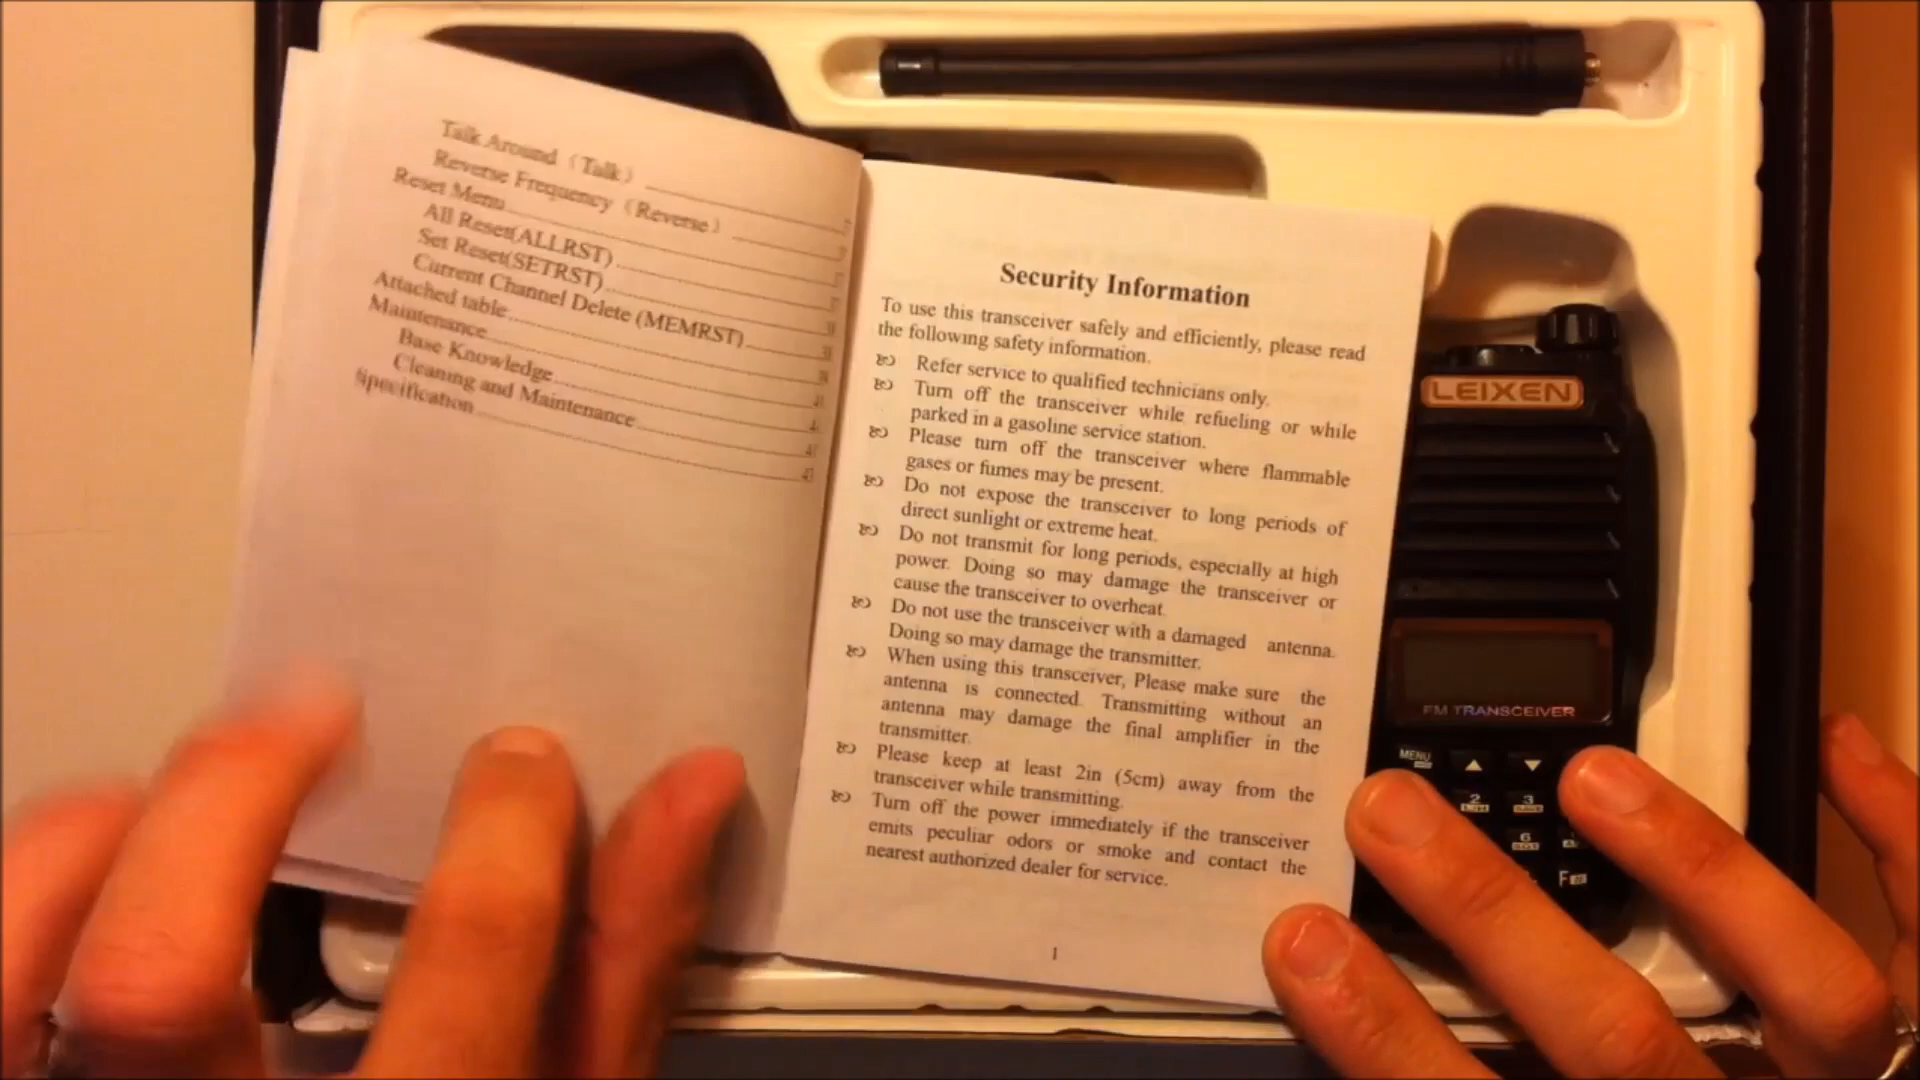 Talk Around (Talk)
Reverse Frequency (Reverse)
Reset Menu
All Reset(ALLRST)
Set Reset(SETRST)
Current Channel Delete (MEMRST)
Attached table
Maintenance
Base Knowledge
Cleaning and Maintenance
Specification
Security Information
To use this transceiver safely and efficiently, please read
the following safety information.
Refer service to qualified technicians only.
Turn off the transceiver while refueling or while
parked in a gasoline service station.
Please turn off the transceiver where flammable
gases or fumes may be present.
Do not expose the transceiver to long periods of
direct sunlight or extreme heat.
Do not transmit for long periods, especially at high
power. Doing so may damage the transceiver or
cause the transceiver to overheat.
Do not use the transceiver with a damaged antenna.
Doing so may damage the transmitter.
When using this transceiver, Please make sure the
antenna is connected. Transmitting without an
antenna may damage the final amplifier in the
transmitter.
Please keep at least 2in (5cm) away from the
transceiver while transmitting.
Turn off the power immediately if the transceiver
emits peculiar odors or smoke and contact the
nearest authorized dealer for service.
1
LEIXEN
FM TRANSCEIVER
MENU
2
3
6
F